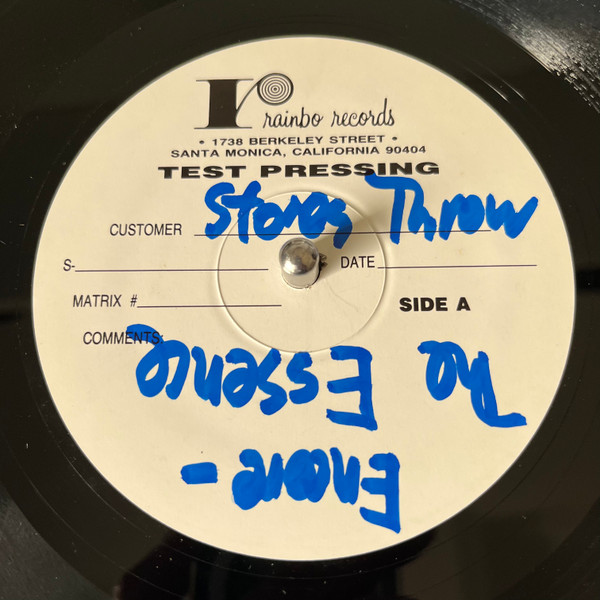 r rainbo records
• 1738 BERKELEY STREET •
SANTA MONICA, CALIFORNIA 90404
TEST PRESSING
CUSTOMER Stones Throw
S- DATE
MATRIX # SIDE A
COMMENTS:
Encore -
The Essence